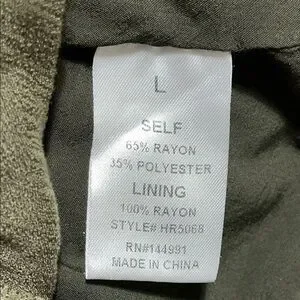 L
SELF
65% RAYON
35% POLYESTER
LINING
100% RAYON
STYLE# HR5068
RN#144991
MADE IN CHINA